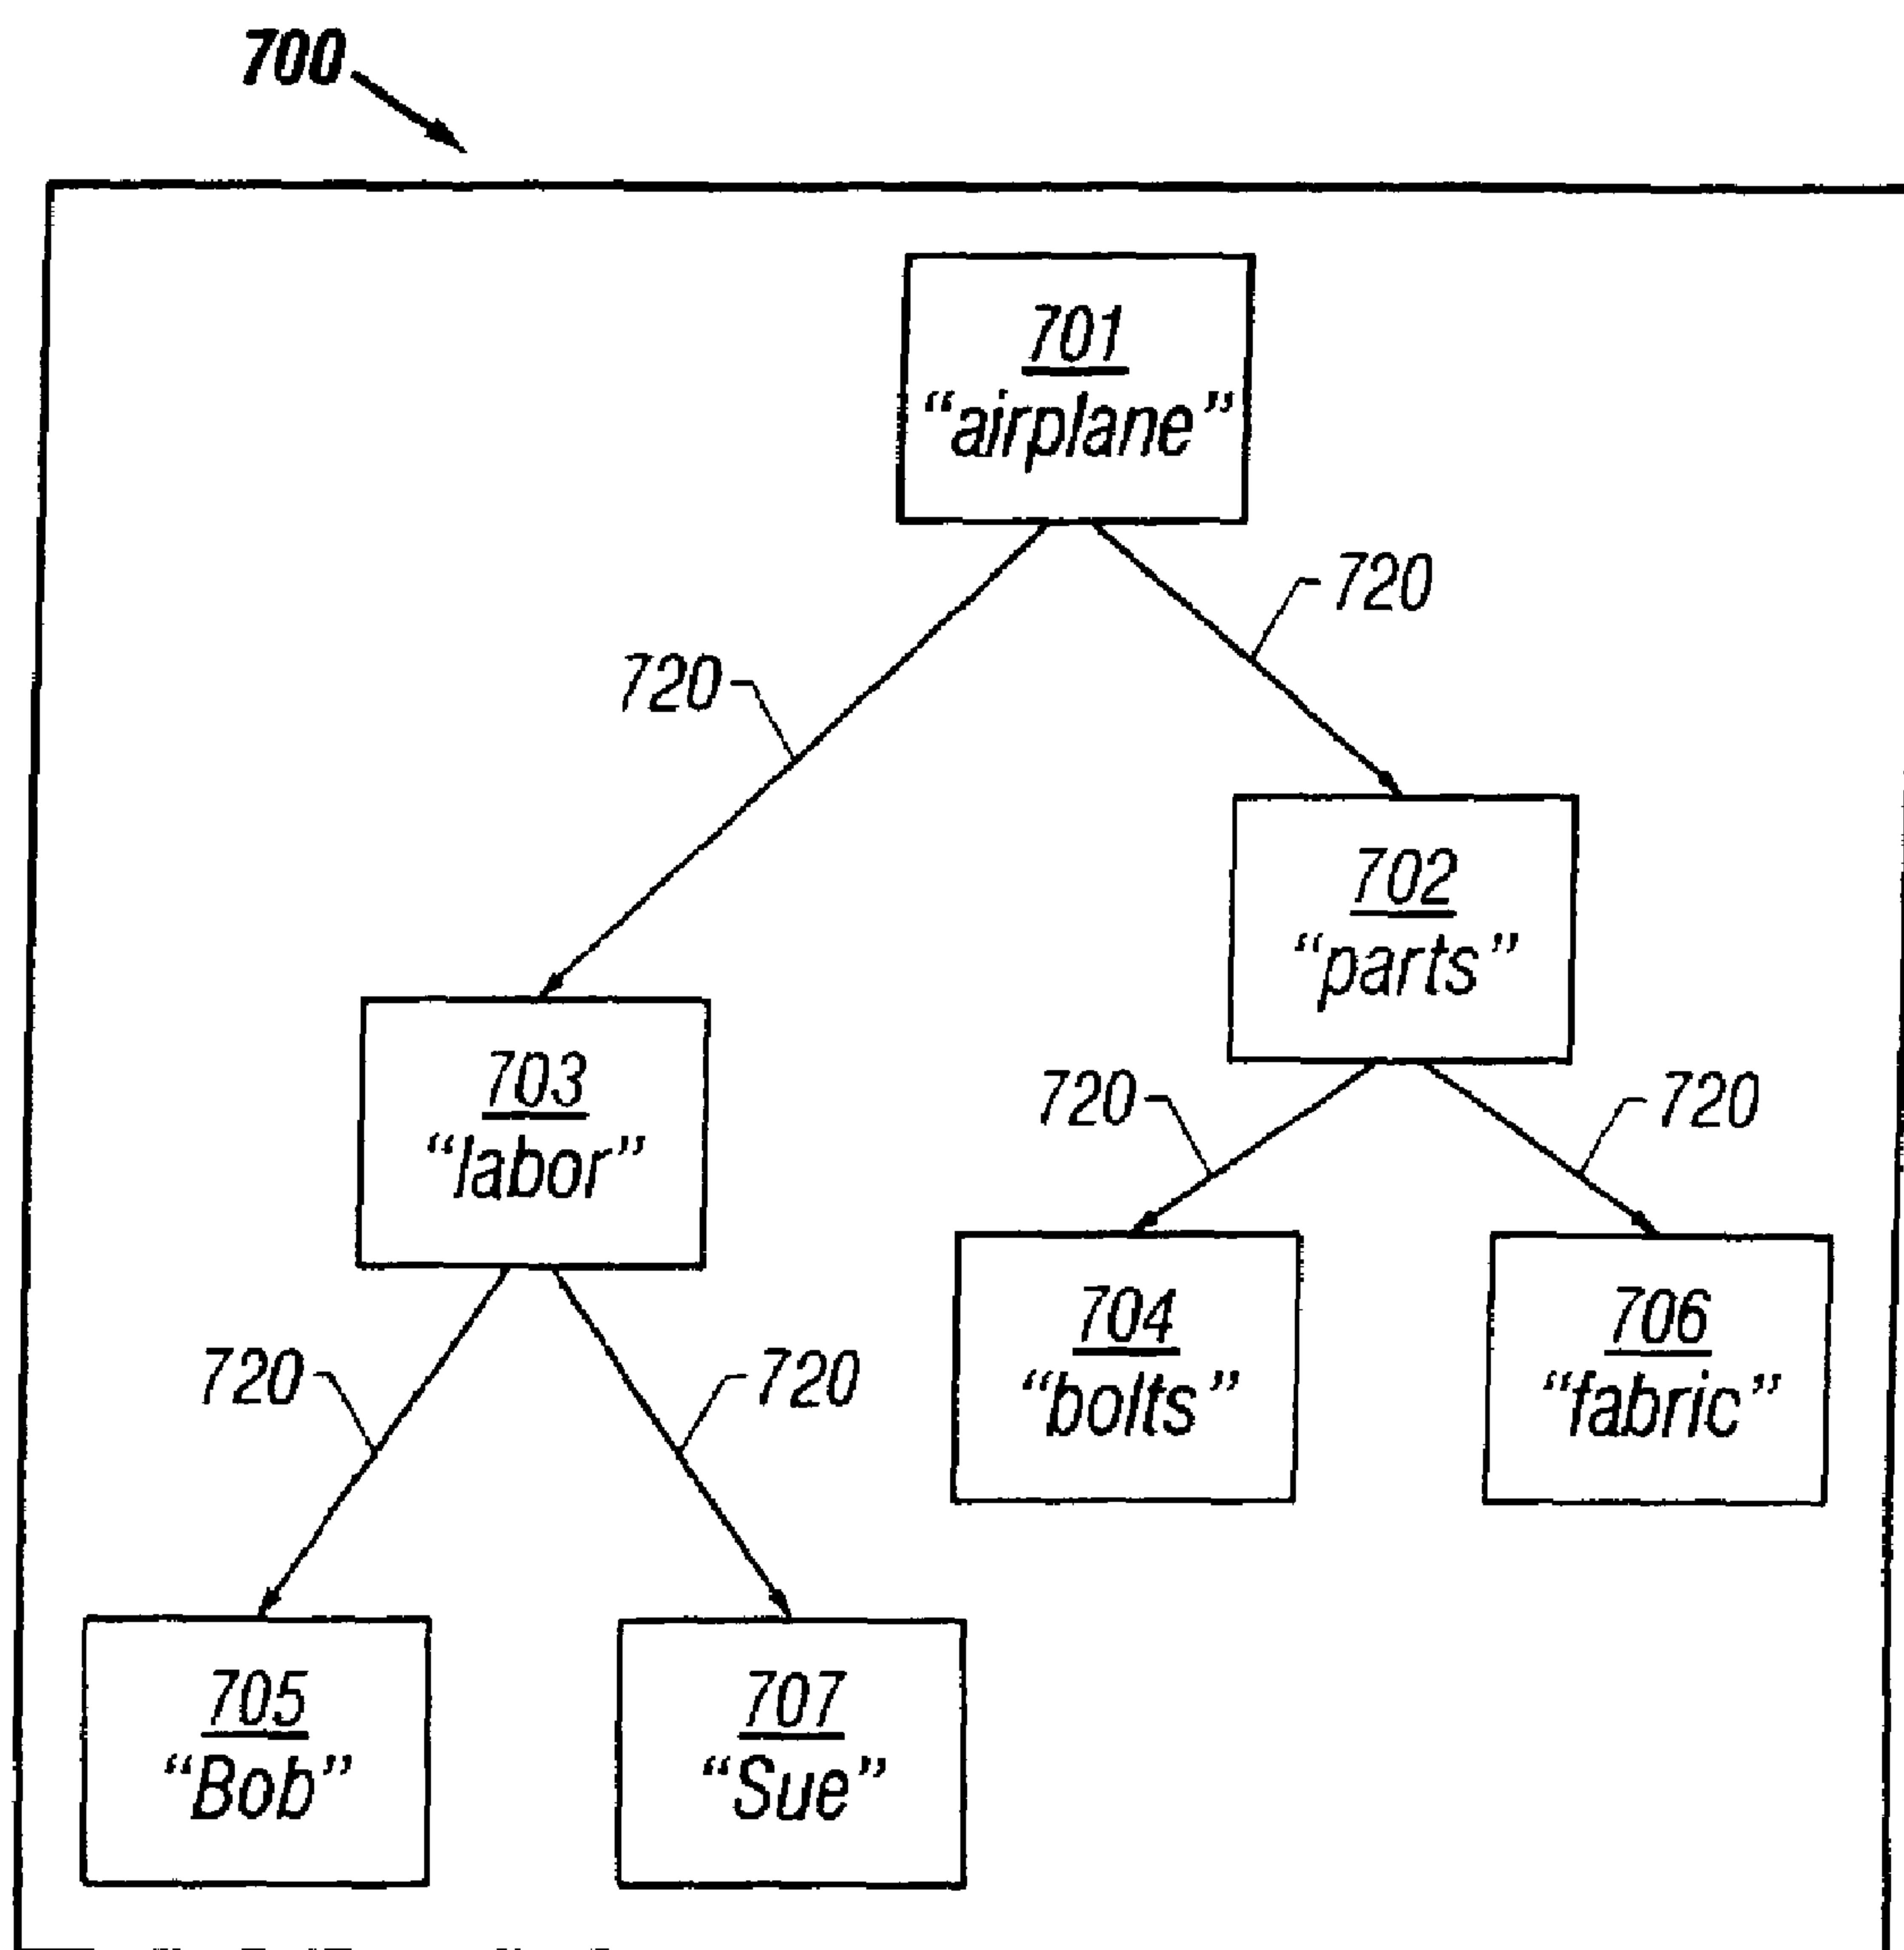 700
701
“airplane”
720
720
702
“parts”
703
“labor”
720
720
704
“bolts”
706
“fabric”
720
720
705
“Bob”
707
“Sue”